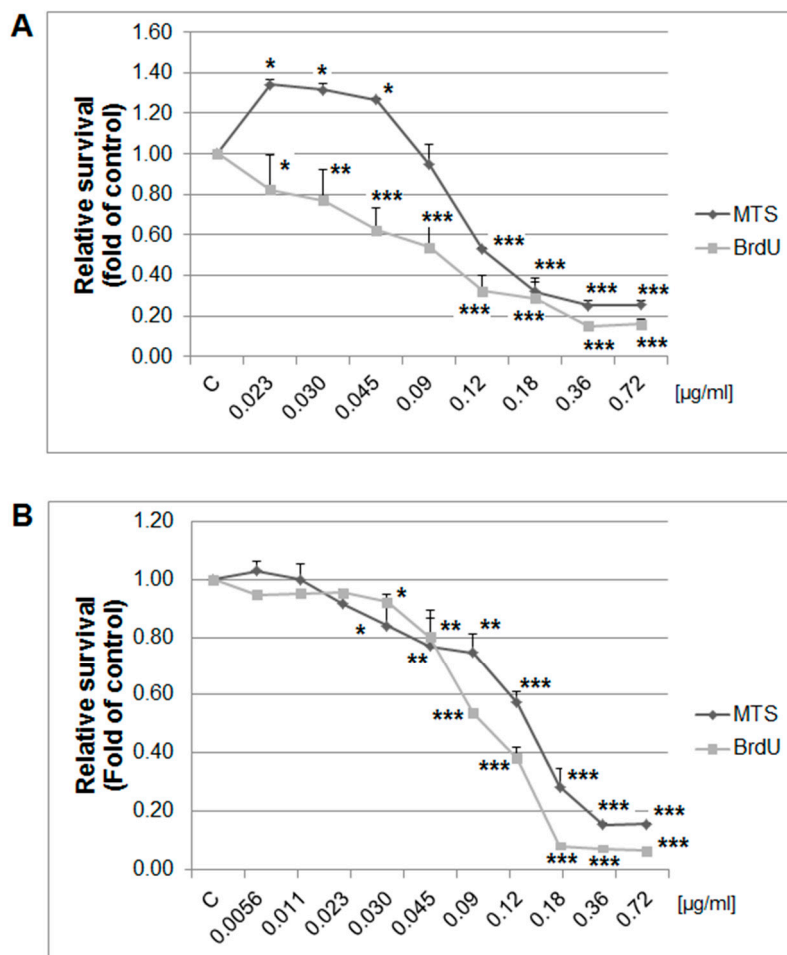 A
Relative survival
(fold of control)
1.60
1.40
1.20
1.00
0.80
0.60
0.40
0.20
0.00
* * *
* ** *** *** *** *** *** ***
*** *** *** ***
C 0.023 0.030 0.045 0.09 0.12 0.18 0.36 0.72 [µg/ml]
MTS
BrdU
B
Relative survival
(Fold of control)
1.20
1.00
0.80
0.60
0.40
0.20
0.00
* * ** ** ** *** *** *** *** *** ***
*** *** *** ***
C 0.0056 0.011 0.023 0.030 0.045 0.09 0.12 0.18 0.36 0.72 [µg/ml]
MTS
BrdU